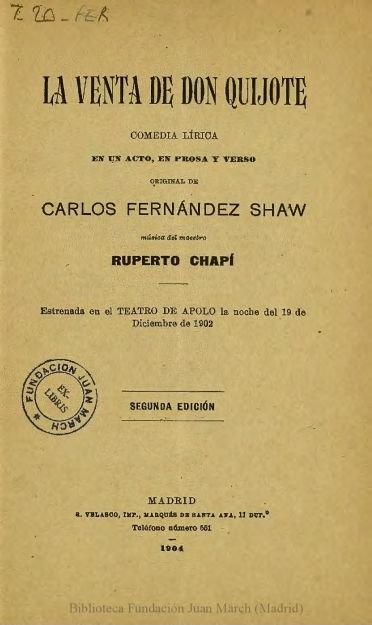 T-20-FER
LA VENTA DE DON QUIJOTE
COMEDIA LÍRICA
EN UN ACTO, EN PROSA Y VERSO
ORIGINAL DE
CARLOS FERNÁNDEZ SHAW
música del maestro
RUPERTO CHAPÍ
Estrenada en el TEATRO DE APOLO la noche del 19 de
Diciembre de 1902
FUNDACION JUAN MARCH
EX-
LIBRIS
SEGUNDA EDICIÓN
MADRID
R. VELASCO, IMP., MARQUÉS DE SANTA ANA, 11 DUP.º
Teléfono número 551
1904
Biblioteca Fundación Juan March (Madrid)